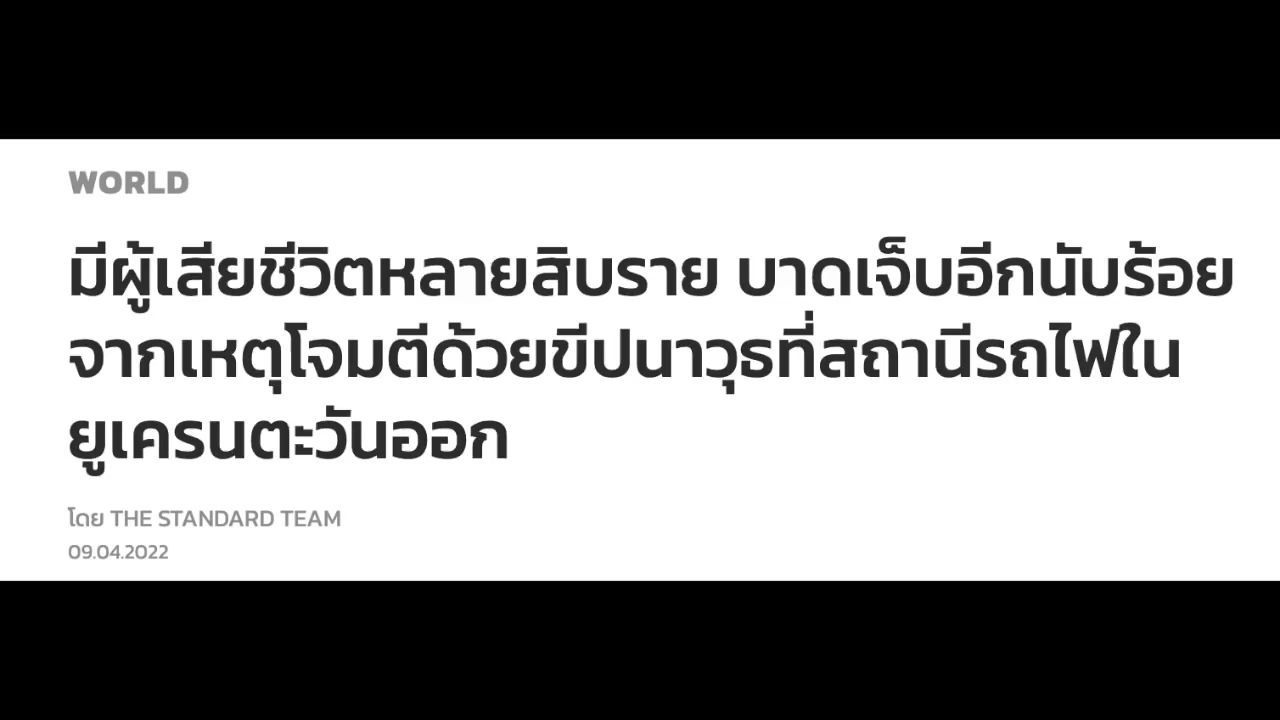 WORLD
มีผู้เสียชีวิตหลายสิบราย บาดเจ็บอีกนับร้อย
จากเหตุโจมตีด้วยขีปนาวุธที่สถานีรถไฟใน
ยูเครนตะวันออก
โดย THE STANDARD TEAM
09.04.2022